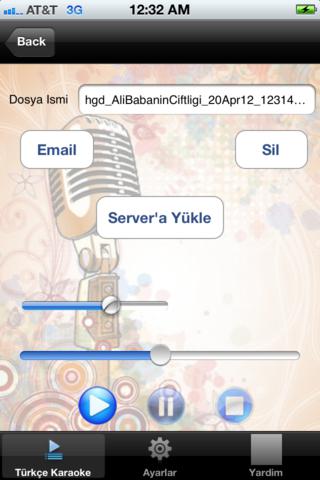 AT&T 3G 12:32 AM
Back
Dosya Ismi hgd_AliBabaninCiftligi_20Apr12_12314...
Email Sil
Server'a Yükle
Türkçe Karaoke Ayarlar Yardim